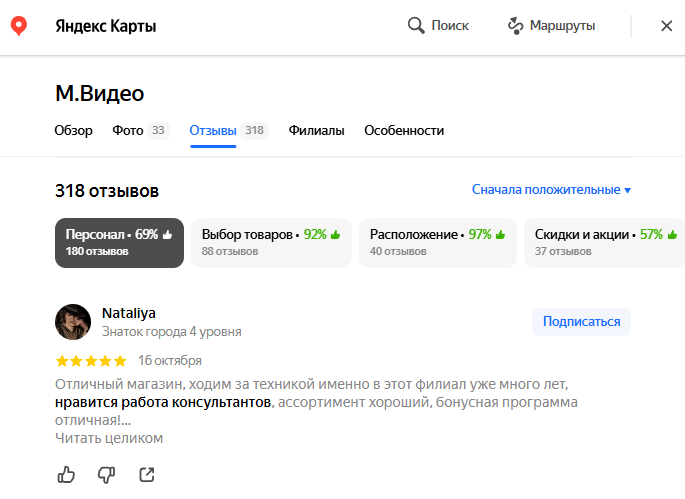 Яндекс Карты
Поиск
Маршруты
М.Видео
Обзор Фото 33 Отзывы 318 Филиалы Особенности
318 отзывов
Сначала положительные
Персонал • 69% Выбор товаров • 92% Расположение • 97% Скидки и акции • 57%
180 отзывов 88 отзывов 40 отзывов 37 отзывов
Nataliya
Знаток города 4 уровня
Подписаться
16 октября
Отличный магазин, ходим за техникой именно в этот филиал уже много лет,
нравится работа консультантов, ассортимент хороший, бонусная программа
отличная!...
Читать целиком